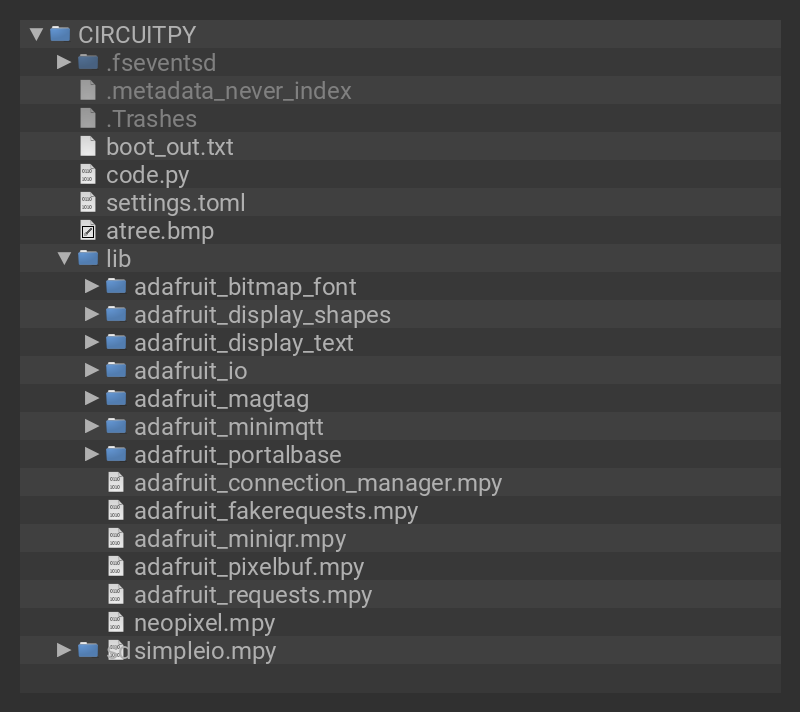 CIRCUITPY
.fseventsd
.metadata_never_index
.Trashes
boot_out.txt
code.py
settings.toml
atree.bmp
lib
adafruit_bitmap_font
adafruit_display_shapes
adafruit_display_text
adafruit_io
adafruit_magtag
adafruit_minimqtt
adafruit_portalbase
adafruit_connection_manager.mpy
adafruit_fakerequests.mpy
adafruit_miniqr.mpy
adafruit_pixelbuf.mpy
adafruit_requests.mpy
neopixel.mpy
sd simpleio.mpy